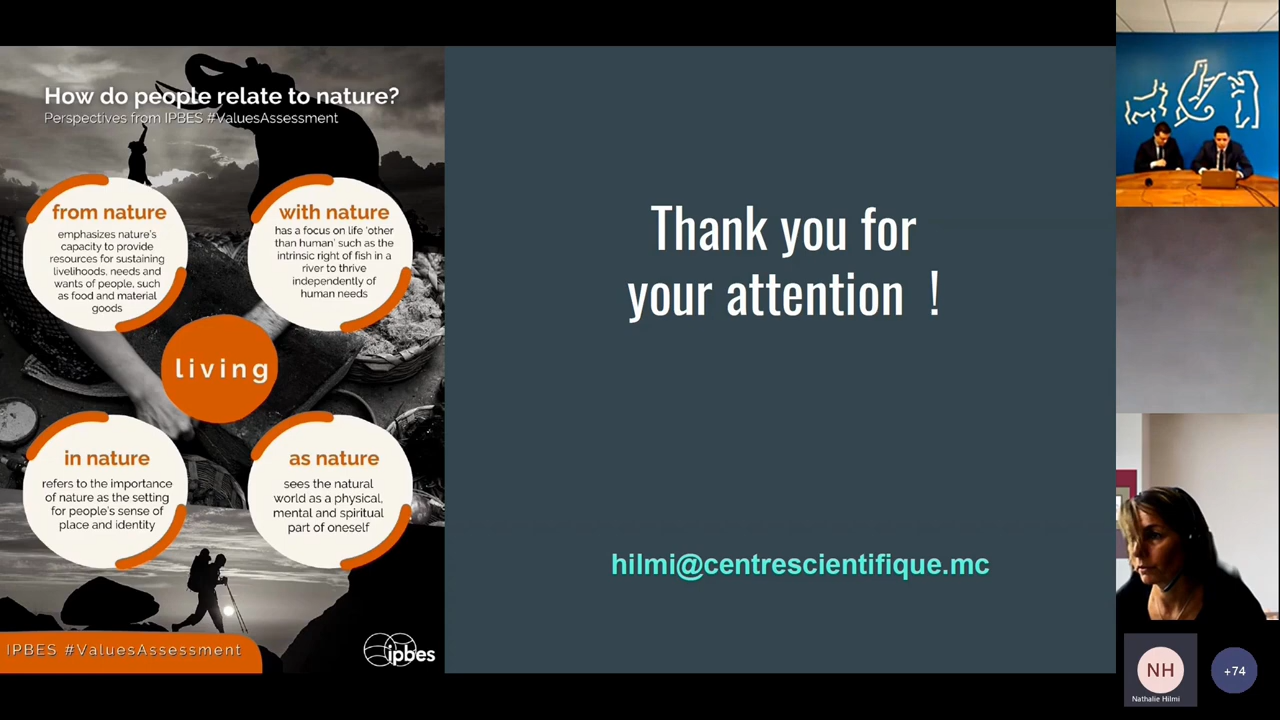 How do people relate to nature?
Perspectives from IPBES #ValuesAssessment
from nature
emphasizes nature's
capacity to provide
resources for sustaining
livelihoods, needs and
wants of people, such
as food and material
goods
with nature
has a focus on life 'other
than human' such as the
intrinsic right of fish in a
river to thrive
independently of
human needs
living
in nature
refers to the importance
of nature as the setting
for people's sense of
place and identity
as nature
sees the natural
world as a physical,
mental and spiritual
part of oneself
IPBES #ValuesAssessment
ipbes
Thank you for
your attention !
hilmi@centrescientifique.mc
NH
Nathalie Hilmi
+74